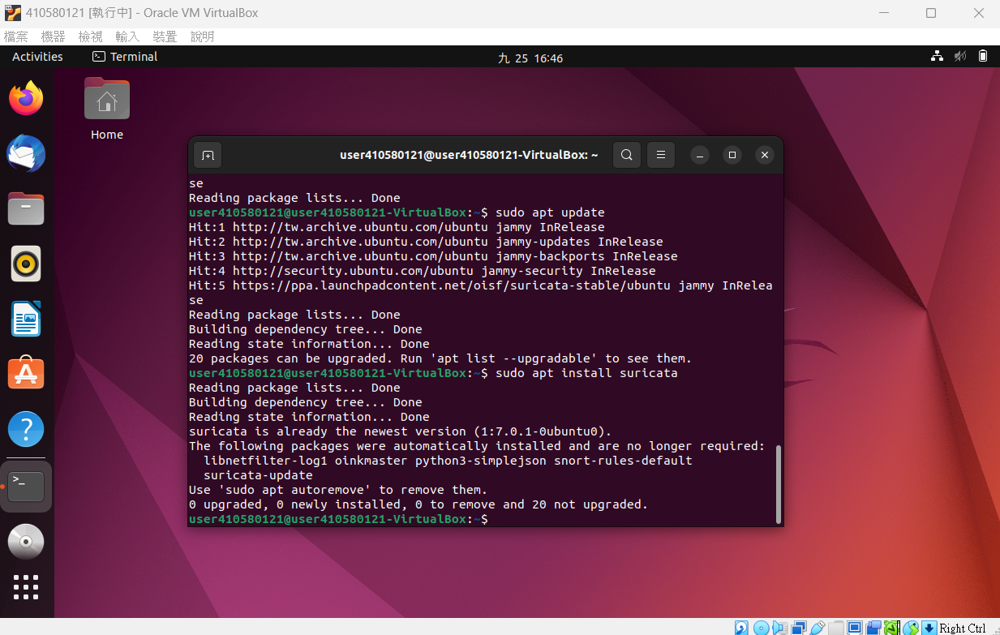 410580121 [執行中] - Oracle VM VirtualBox
檔案 機器 檢視 輸入 裝置 說明
Activities Terminal 九 25 16:46
Home
user410580121@user410580121-VirtualBox: ~
se
Reading package lists... Done
user410580121@user410580121-VirtualBox:~$ sudo apt update
Hit:1 http://tw.archive.ubuntu.com/ubuntu jammy InRelease
Hit:2 http://tw.archive.ubuntu.com/ubuntu jammy-updates InRelease
Hit:3 http://tw.archive.ubuntu.com/ubuntu jammy-backports InRelease
Hit:4 http://security.ubuntu.com/ubuntu jammy-security InRelease
Hit:5 https://ppa.launchpadcontent.net/oisf/suricata-stable/ubuntu jammy InRelea
se
Reading package lists... Done
Building dependency tree... Done
Reading state information... Done
20 packages can be upgraded. Run 'apt list --upgradable' to see them.
user410580121@user410580121-VirtualBox:~$ sudo apt install suricata
Reading package lists... Done
Building dependency tree... Done
Reading state information... Done
suricata is already the newest version (1:7.0.1-0ubuntu0).
The following packages were automatically installed and are no longer required:
  libnetfilter-log1 oinkmaster python3-simplejson snort-rules-default
  suricata-update
Use 'sudo apt autoremove' to remove them.
0 upgraded, 0 newly installed, 0 to remove and 20 not upgraded.
user410580121@user410580121-VirtualBox:~$
Right Ctrl